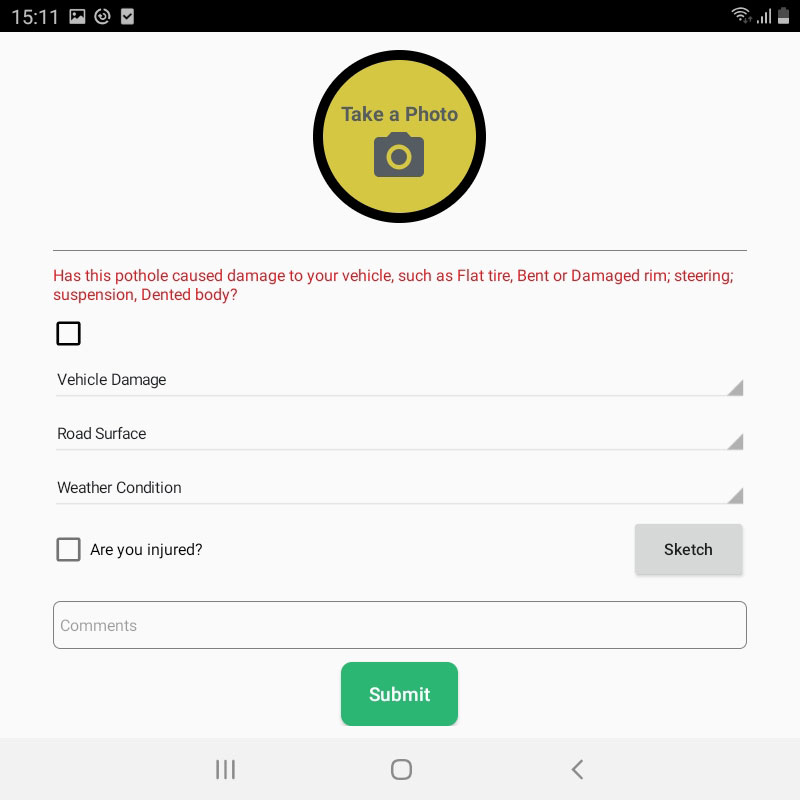 15:11
Take a Photo
Has this pothole caused damage to your vehicle, such as Flat tire, Bent or Damaged rim; steering;
suspension, Dented body?
Vehicle Damage
Road Surface
Weather Condition
Are you injured?
Sketch
Comments
Submit